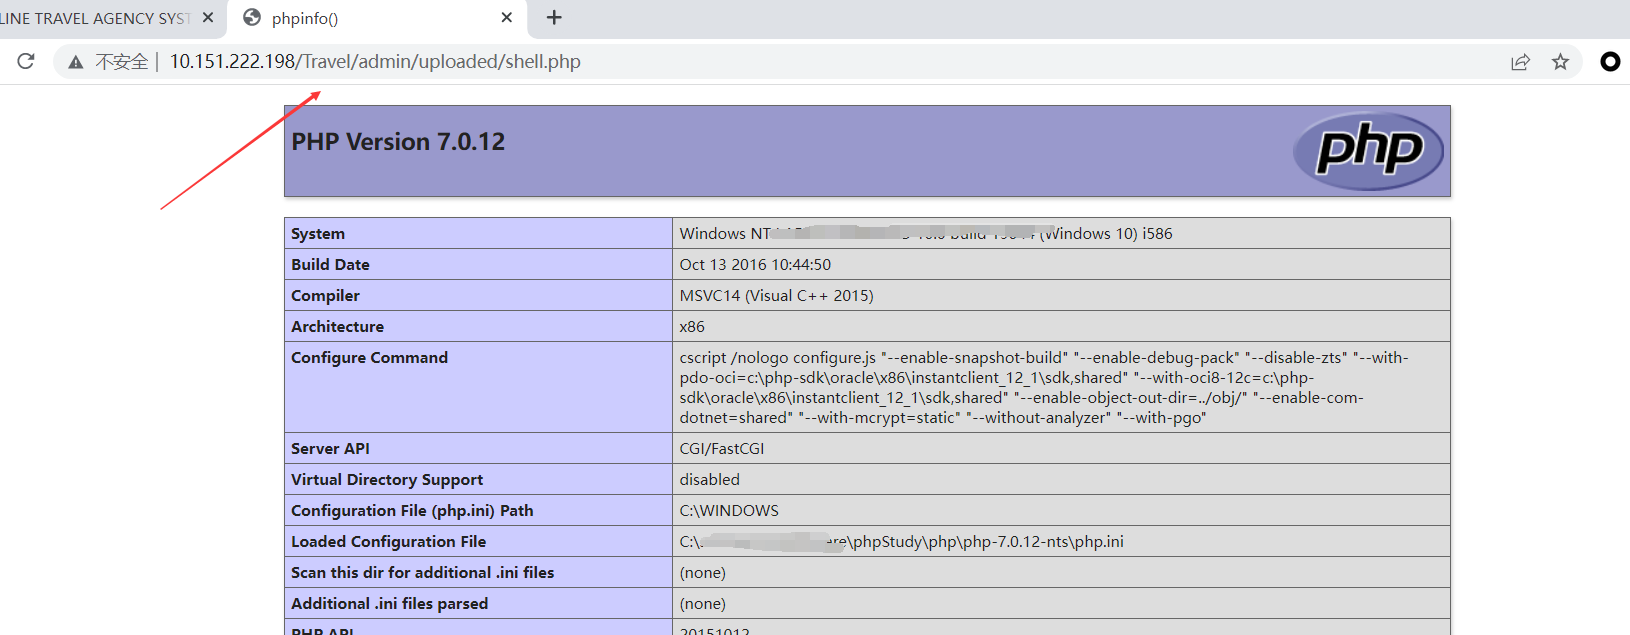 LINE TRAVEL AGENCY SYST
phpinfo()
不安全 | 10.151.222.198/Travel/admin/uploaded/shell.php
PHP Version 7.0.12
php
System Windows NT (Windows 10) i586
Build Date Oct 13 2016 10:44:50
Compiler MSVC14 (Visual C++ 2015)
Architecture x86
Configure Command cscript /nologo configure.js "--enable-snapshot-build" "--enable-debug-pack" "--disable-zts" "--with-
pdo-oci=c:\php-sdk\oracle\x86\instantclient_12_1\sdk,shared" "--with-oci8-12c=c:\php-
sdk\oracle\x86\instantclient_12_1\sdk,shared" "--enable-object-out-dir=../obj/" "--enable-com-
dotnet=shared" "--with-mcrypt=static" "--without-analyzer" "--with-pgo"
Server API CGI/FastCGI
Virtual Directory Support disabled
Configuration File (php.ini) Path C:\WINDOWS
Loaded Configuration File C:\ re\phpStudy\php\php-7.0.12-nts\php.ini
Scan this dir for additional .ini files (none)
Additional .ini files parsed (none)
PHP API 20151012